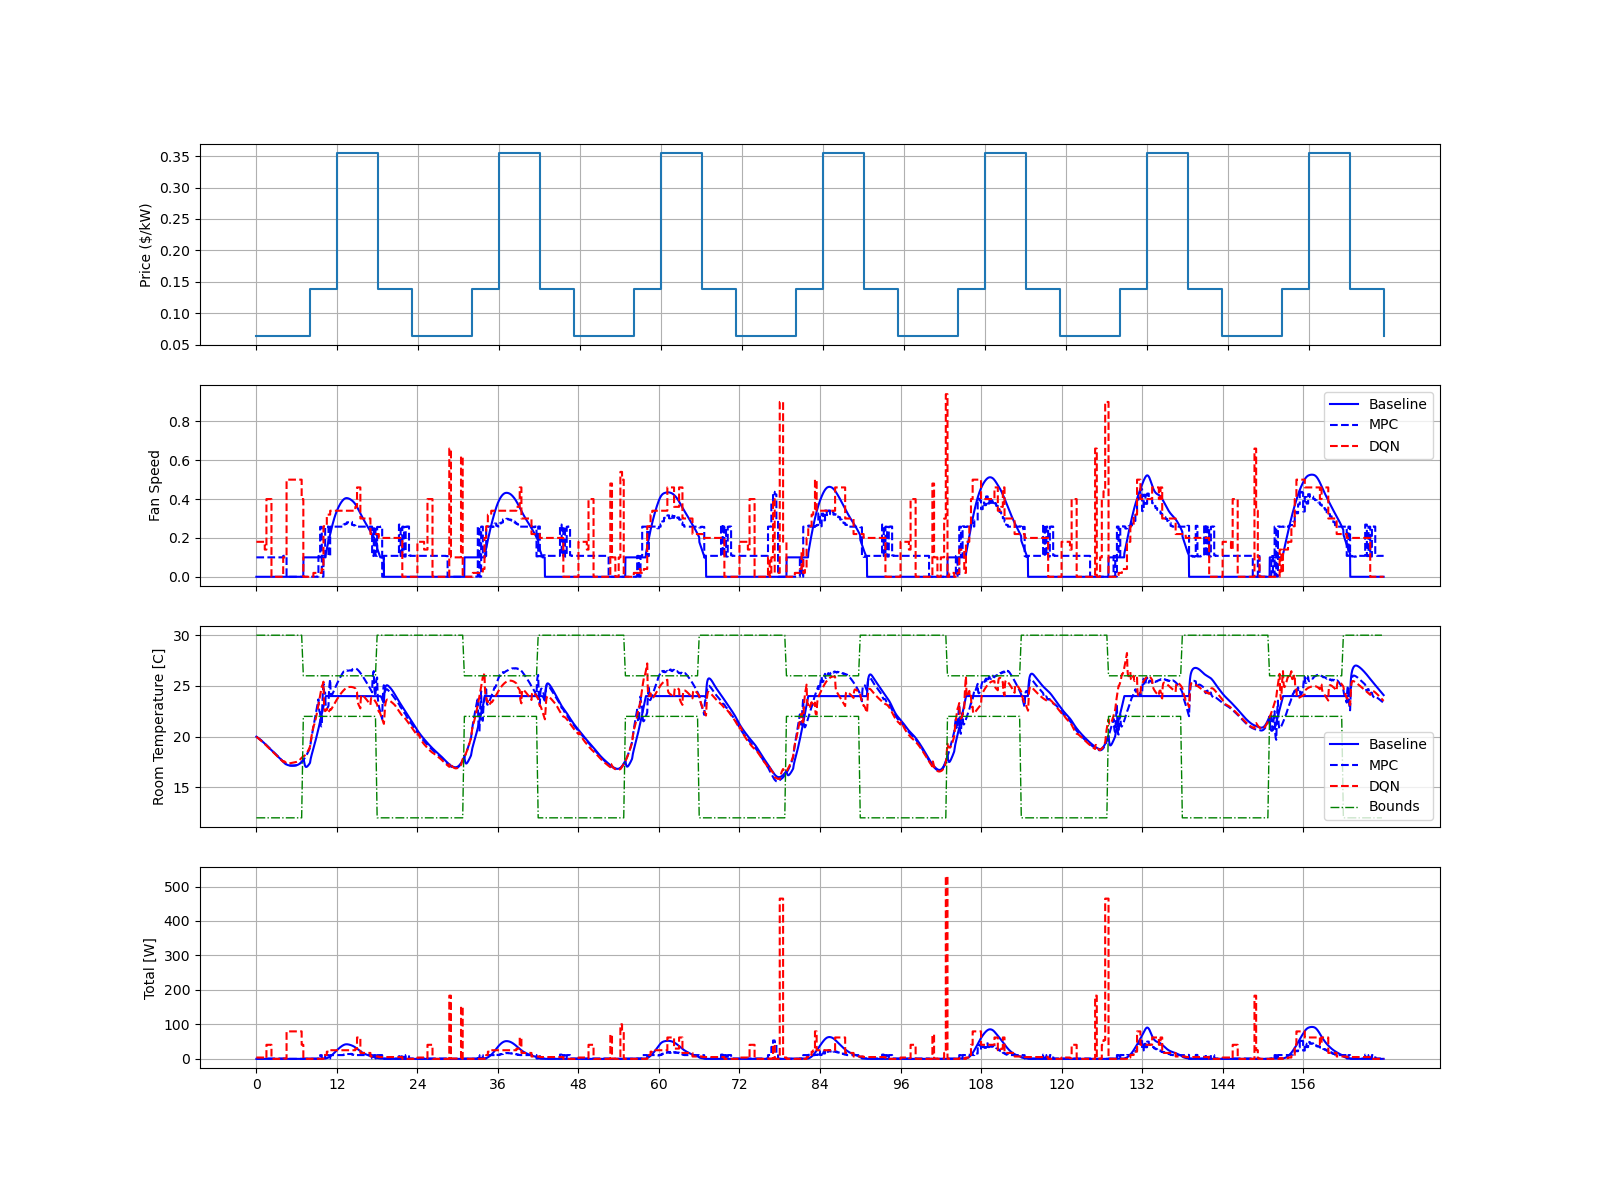 0.35
0.30
0.25
0.20
0.15
0.10
0.05
Price ($/kW)
0.8
0.6
0.4
0.2
0.0
Fan Speed
Baseline
MPC
DQN
30
25
20
15
Room Temperature [C]
Baseline
MPC
DQN
Bounds
500
400
300
200
100
0
Total [W]
0 12 24 36 48 60 72 84 96 108 120 132 144 156